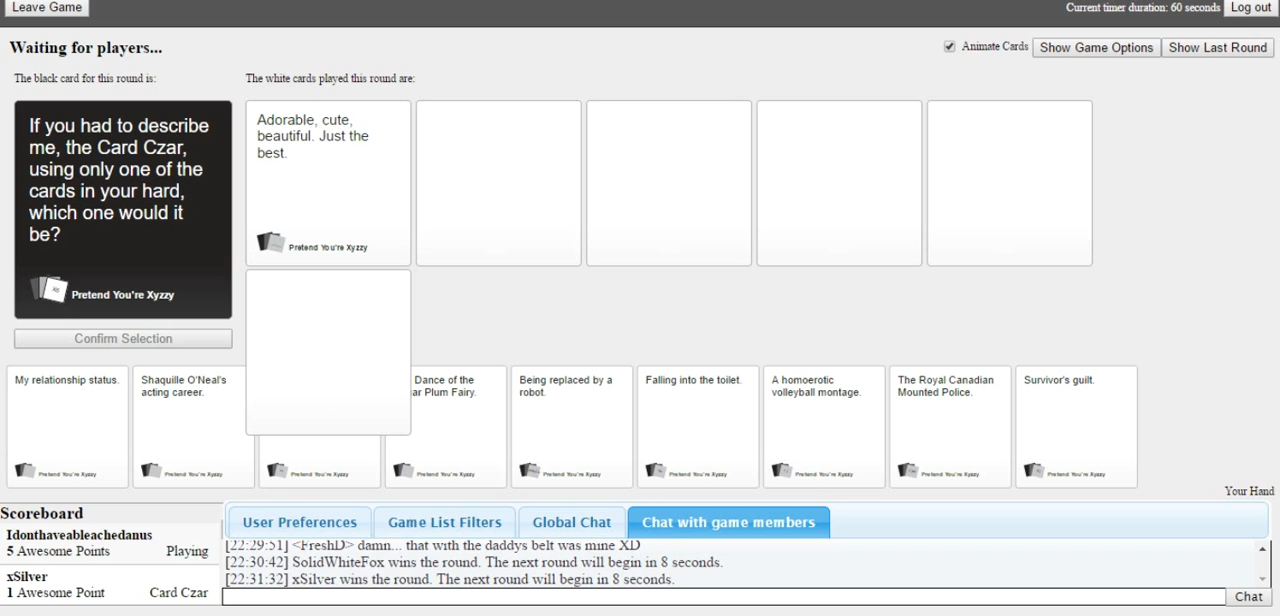 Leave Game
Current timer duration: 60 seconds
Log out
Waiting for players...
Animate Cards
Show Game Options
Show Last Round
The black card for this round is:
The white cards played this round are:
If you had to describe
me, the Card Czar,
using only one of the
cards in your hard,
which one would it
be?
Pretend You're Xyzzy
Adorable, cute,
beautiful. Just the
best.
Pretend You're Xyzzy
Confirm Selection
My relationship status.
Pretend You're Xyzzy
Shaquille O'Neal's
acting career.
Pretend You're Xyzzy
Pretend You're Xyzzy
Dance of the
Plum Fairy.
Pretend You're Xyzzy
Being replaced by a
robot.
Pretend You're Xyzzy
Falling into the toilet.
Pretend You're Xyzzy
A homoerotic
volleyball montage.
Pretend You're Xyzzy
The Royal Canadian
Mounted Police.
Pretend You're Xyzzy
Survivor's guilt.
Pretend You're Xyzzy
Your Hand
Scoreboard
Idonthaveableachedanus
5 Awesome Points
Playing
xSilver
1 Awesome Point
Card Czar
User Preferences
Game List Filters
Global Chat
Chat with game members
[22:29:51] <FreshD> damn... that with the daddys belt was mine XD
[22:30:42] SolidWhiteFox wins the round. The next round will begin in 8 seconds.
[22:31:32] xSilver wins the round. The next round will begin in 8 seconds.
Chat